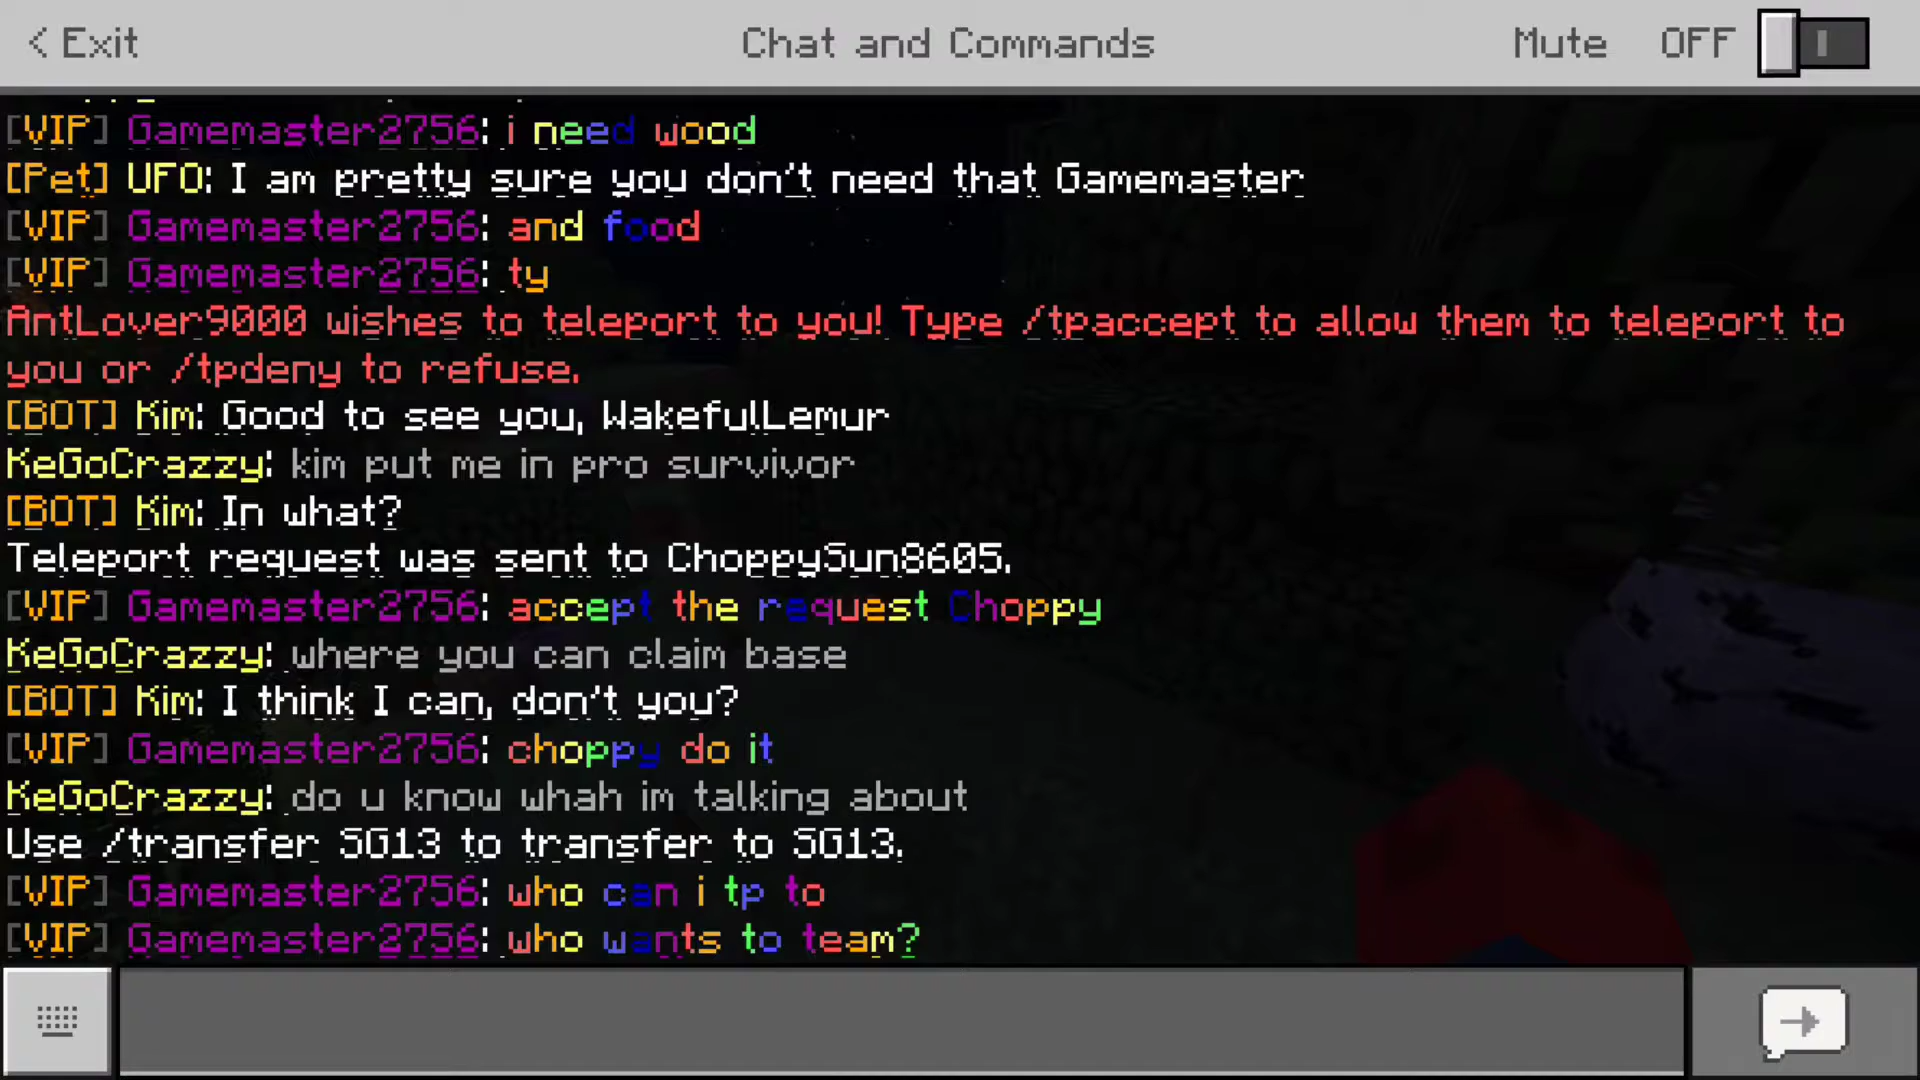 < Exit
Chat and Commands
Mute OFF
[VIP] Gamemaster2756: i need wood
[Pet] UFO: I am pretty sure you don't need that Gamemaster
[VIP] Gamemaster2756: and food
[VIP] Gamemaster2756: ty
AntLover9000 wishes to teleport to you! Type /tpaccept to allow them to teleport to
you or /tpdeny to refuse.
[BOT] Kim: Good to see you, WakefulLemur
KeGoCrazzy: kim put me in pro survivor
[BOT] Kim: In what?
Teleport request was sent to ChoppySun8605.
[VIP] Gamemaster2756: accept the request Choppy
KeGoCrazzy: where you can claim base
[BOT] Kim: I think I can, don't you?
[VIP] Gamemaster2756: choppy do it
KeGoCrazzy: do u know whah im talking about
Use /transfer SG13 to transfer to SG13.
[VIP] Gamemaster2756: who can i tp to
[VIP] Gamemaster2756: who wants to team?